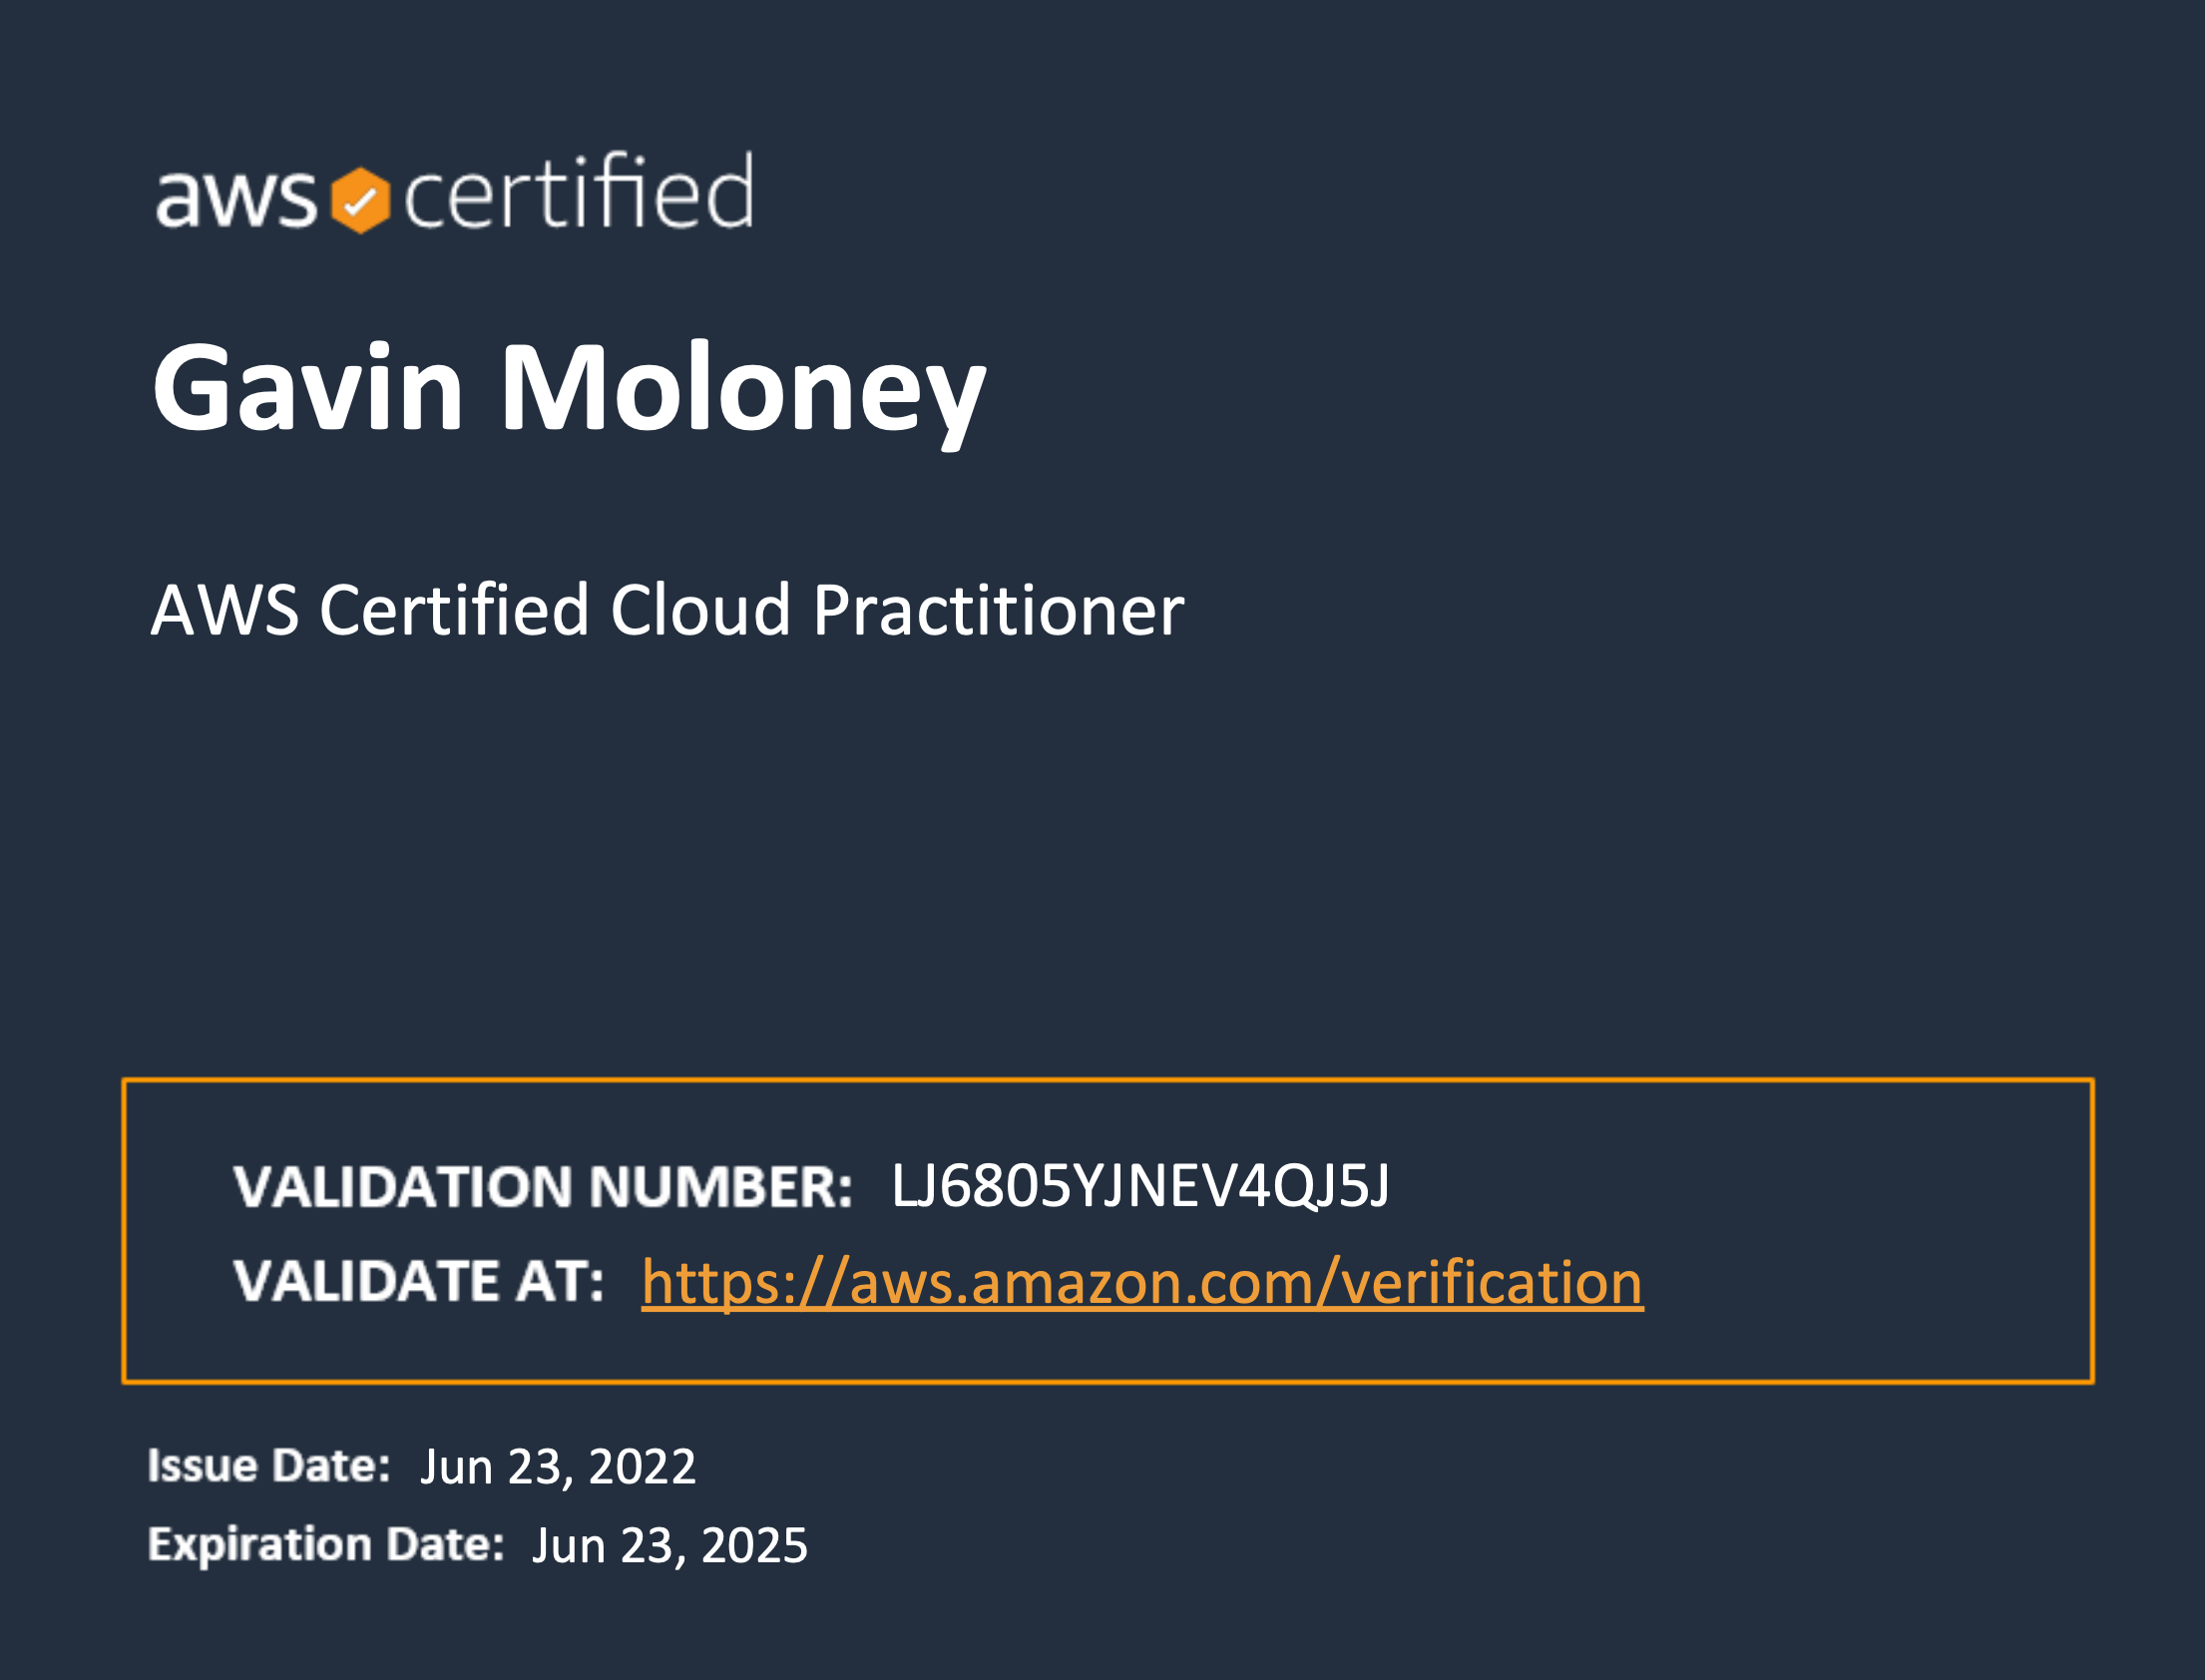 aws certified
Gavin Moloney
AWS Certified Cloud Practitioner
VALIDATION NUMBER: LJ6805YJNEV4QJ5J
VALIDATE AT: https://aws.amazon.com/verification
Issue Date: Jun 23, 2022
Expiration Date: Jun 23, 2025